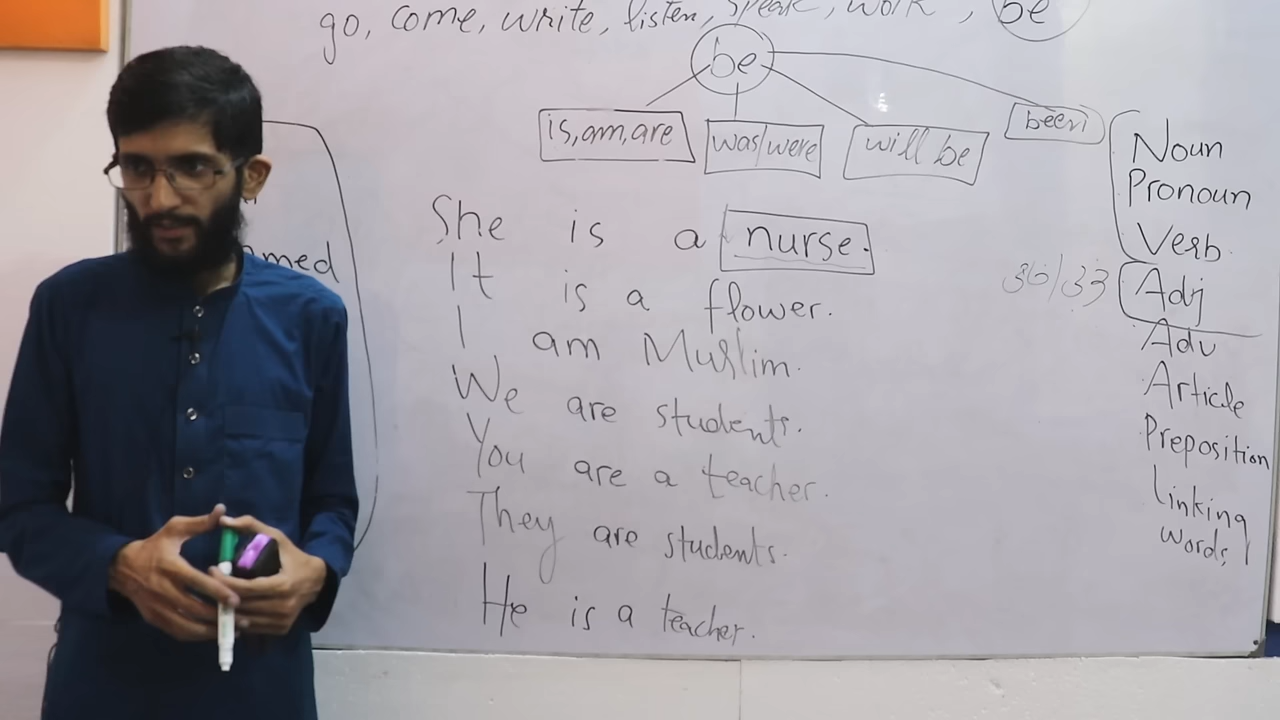 go, come, write, listen, speak, work, be
be
is, am, are
was/were
will be
been
She is a nurse.
It is a flower.
I am Muslim.
We are students.
You are a teacher.
They are students.
He is a teacher.
Noun
Pronoun
Verb
36/33
Adj
Adv
Article
Preposition
Linking
words